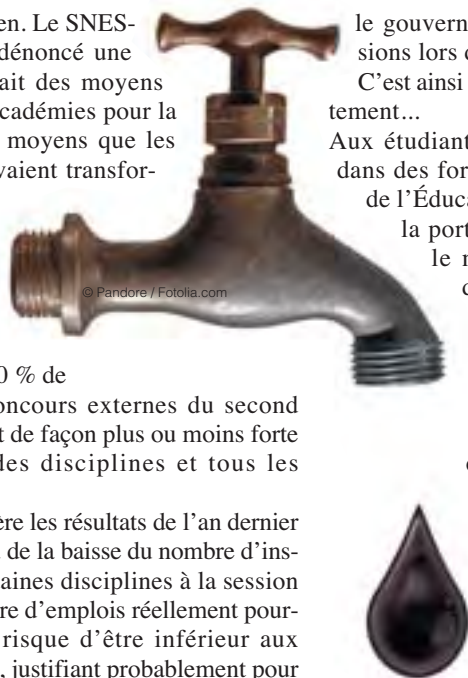 en. Le SNES-
dénoncé une
ait des moyens
cadémies pour la
moyens que les
vaient transfor-
© Pandore / Fotolia.com
0 % de
oncours externes du second
t de façon plus ou moins forte
des disciplines et tous les
ère les résultats de l’an dernier
de la baisse du nombre d’ins-
aines disciplines à la session
re d’emplois réellement pour-
risque d’être inférieur aux
, justifiant probablement pour
le gouvern
sions lors
C’est ainsi
tement...
Aux étudiant
dans des for
de l’Éduca
la port
le